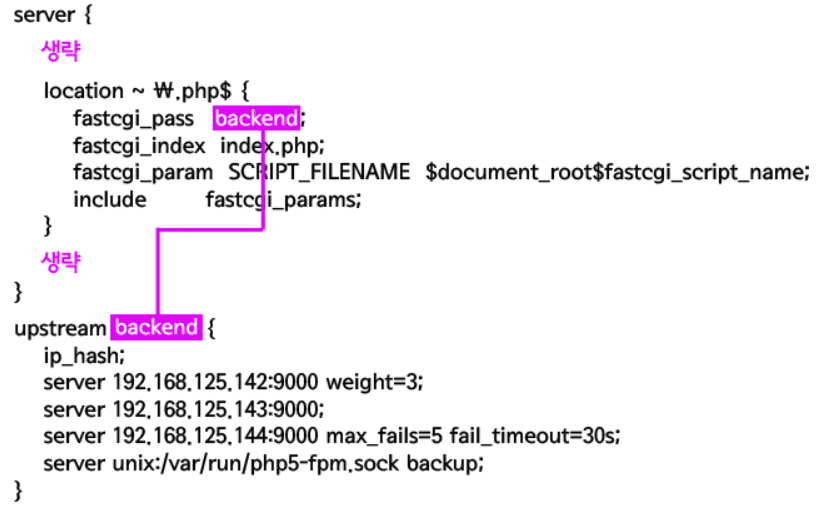 server {
생략
location ~ ₩.php$ {
fastcgi_pass backend;
fastcgi_index index.php;
fastcgi_param SCRIPT_FILENAME $document_root$fastcgi_script_name;
include fastcgi_params;
}
생략
}
upstream backend {
ip_hash;
server 192.168.125.142:9000 weight=3;
server 192.168.125.143:9000;
server 192.168.125.144:9000 max_fails=5 fail_timeout=30s;
server unix:/var/run/php5-fpm.sock backup;
}